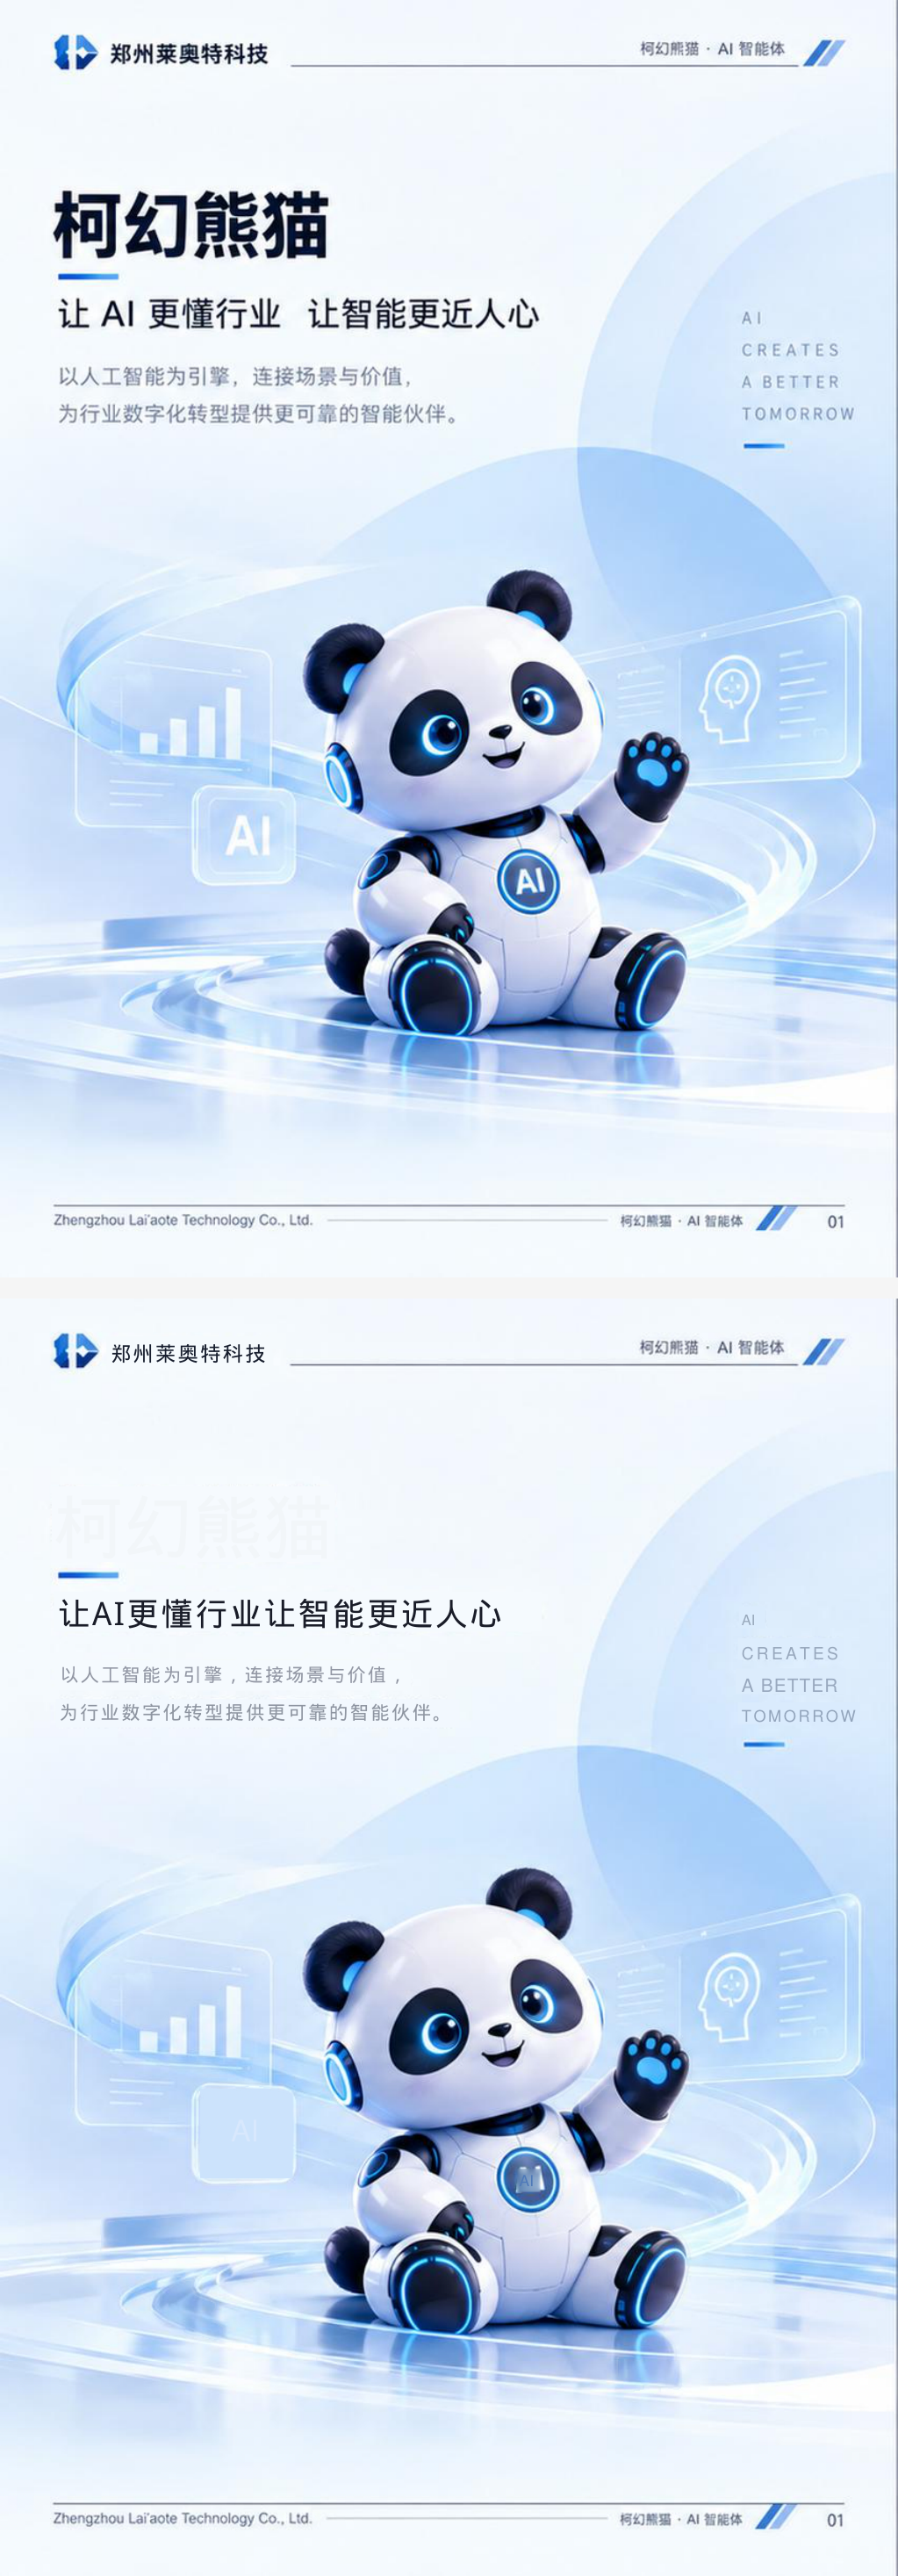 郑州莱奥特科技
柯幻熊猫 · AI 智能体
柯幻熊猫
让 AI 更懂行业 让智能更近人心
以人工智能为引擎，连接场景与价值，
为行业数字化转型提供更可靠的智能伙伴。
AI
CREATES
A BETTER
TOMORROW
AI
AI
Zhengzhou Lai'aote Technology Co., Ltd.
柯幻熊猫 · AI 智能体
01
郑州莱奥特科技
柯幻熊猫 · AI 智能体
柯幻熊猫
让AI更懂行业让智能更近人心
以人工智能为引擎，连接场景与价值，
为行业数字化转型提供更可靠的智能伙伴。
AI
CREATES
A BETTER
TOMORROW
AI
AI
Zhengzhou Lai'aote Technology Co., Ltd.
柯幻熊猫 · AI 智能体
01